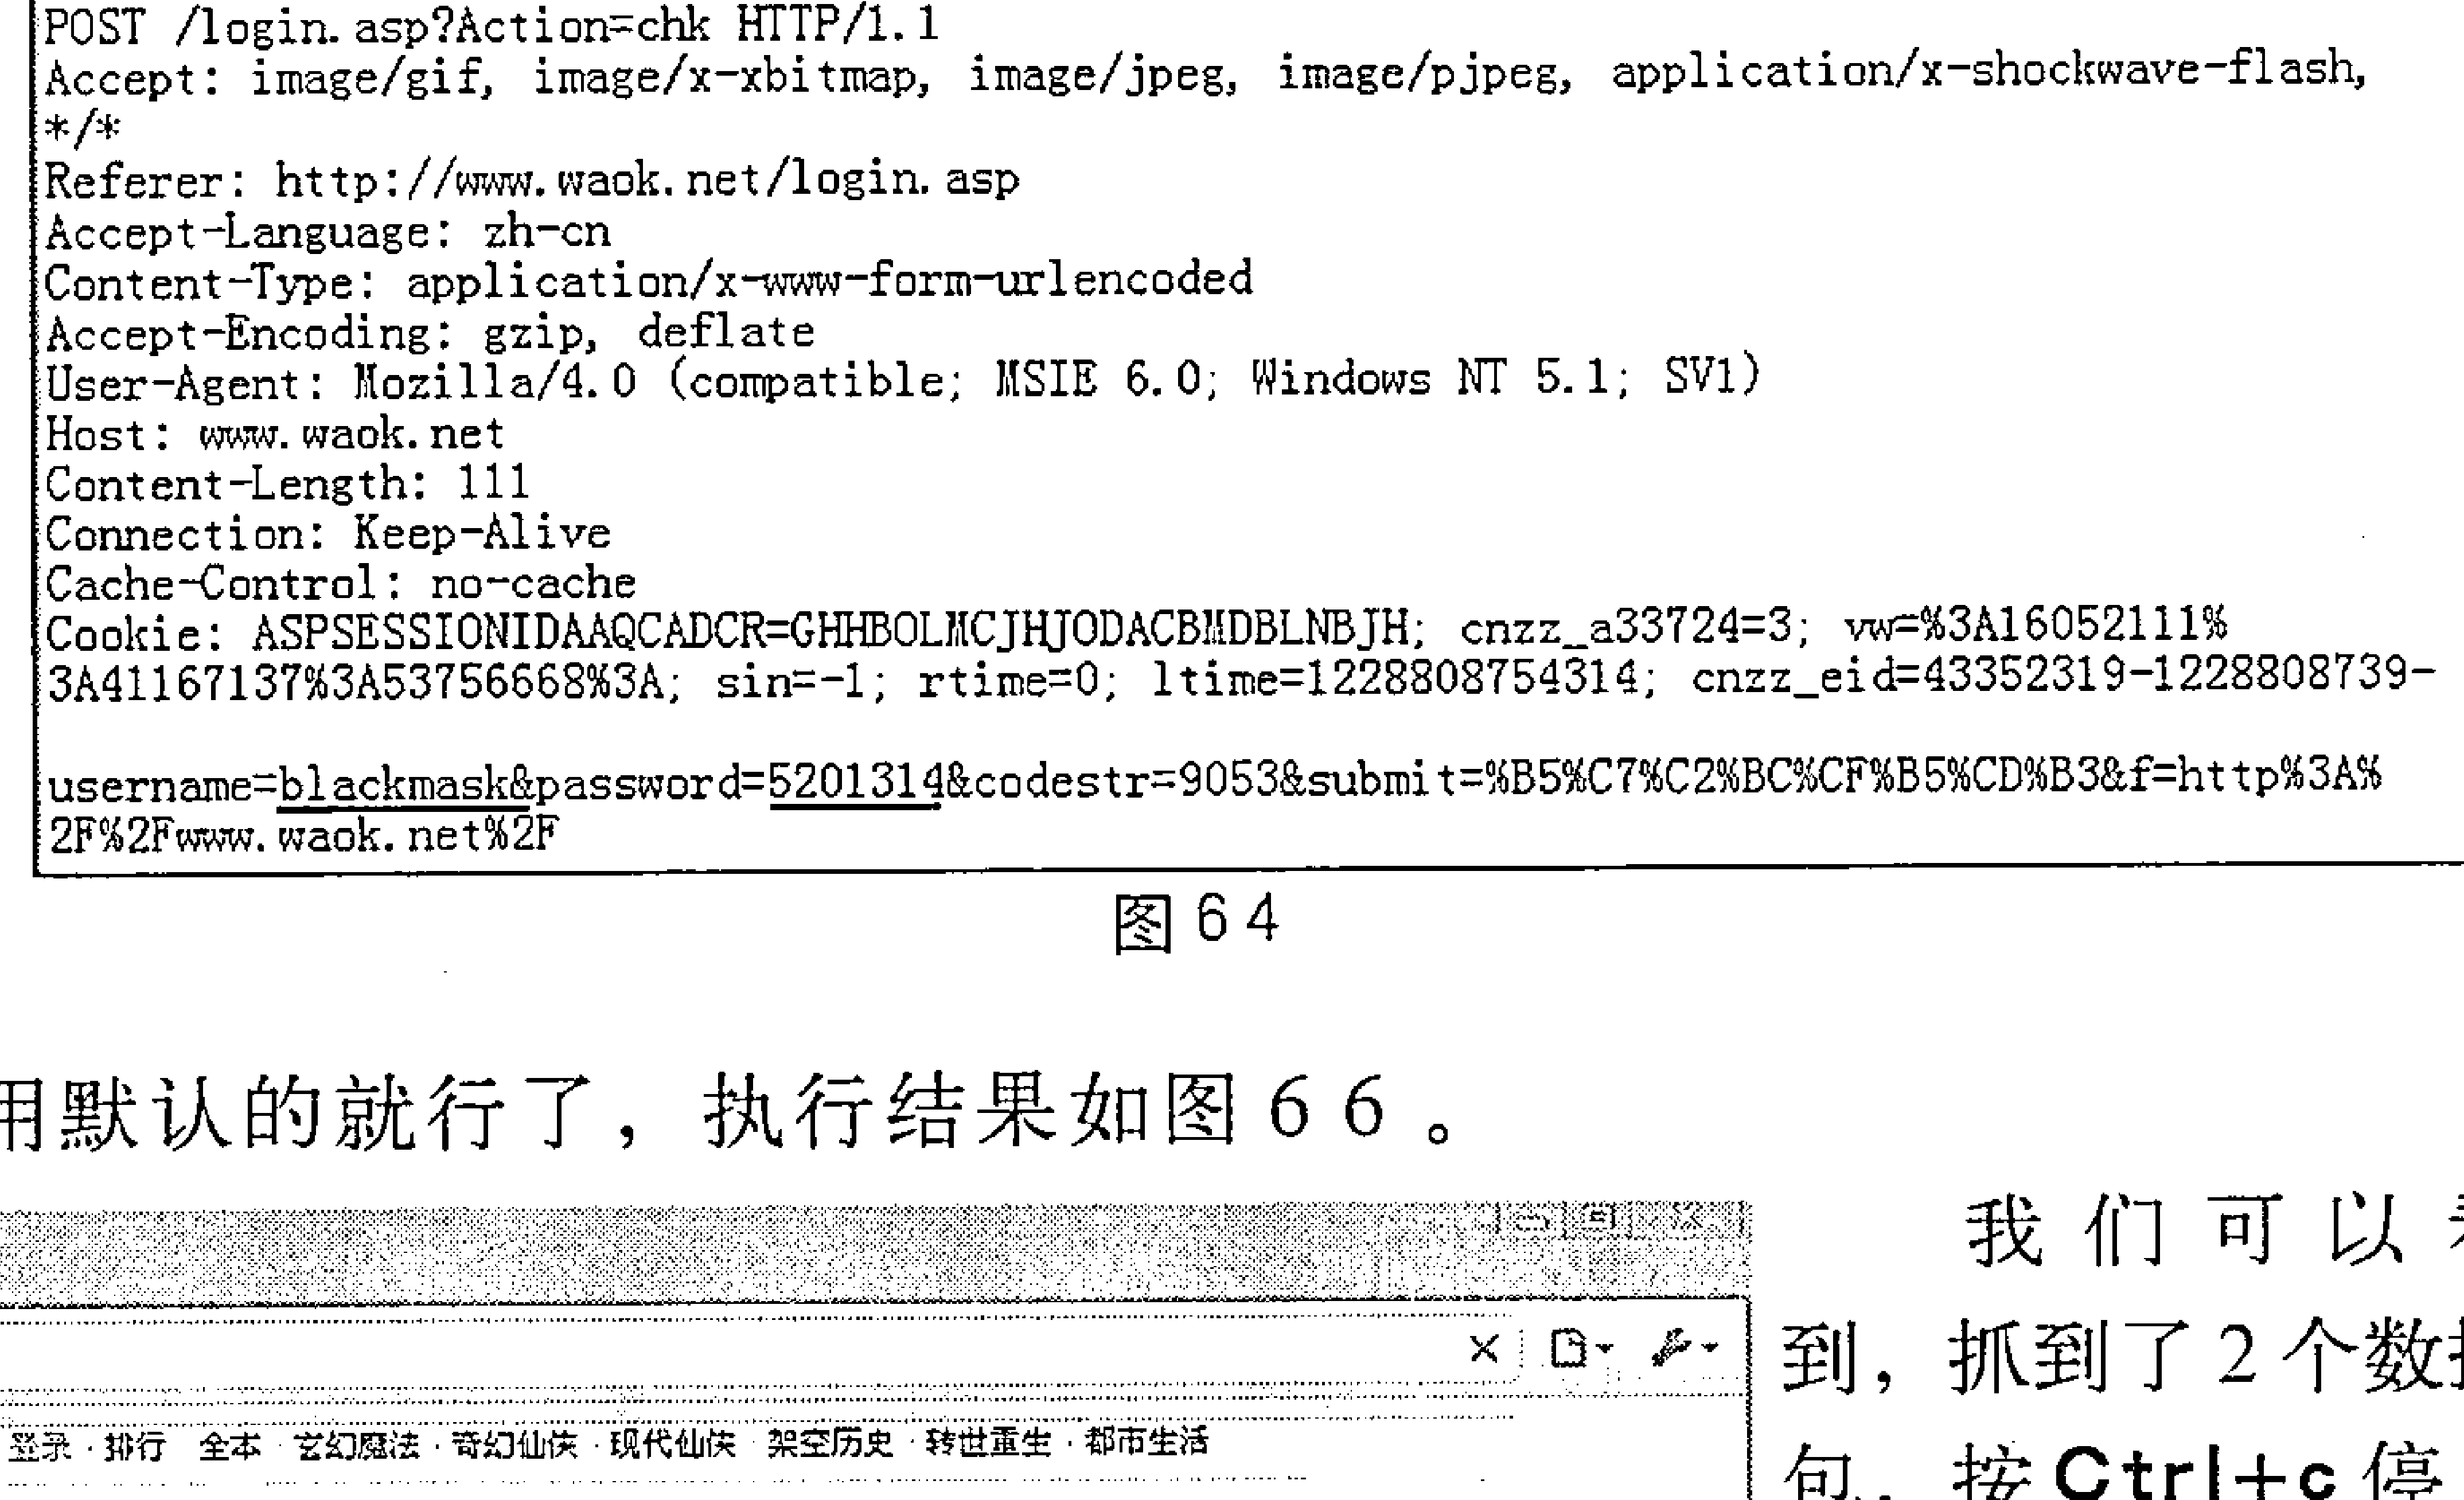 POST /login.asp?Action=chk HTTP/1.1
Accept: image/gif, image/x-xbitmap, image/jpeg, image/pjpeg, application/x-shockwave-flash,
*/*
Referer: http://www.waok.net/login.asp
Accept-Language: zh-cn
Content-Type: application/x-www-form-urlencoded
Accept-Encoding: gzip, deflate
User-Agent: Mozilla/4.0 (compatible; MSIE 6.0; Windows NT 5.1; SV1)
Host: www.waok.net
Content-Length: 111
Connection: Keep-Alive
Cache-Control: no-cache
Cookie: ASPSESSIONIDAAQCADCR=GHHBOLMCJHJODACBMDBLNBJH; cnzz_a33724=3; vw=%3A16052111%
3A41167137%3A53756668%3A; sin=-1; rtime=0; ltime=1228808754314; cnzz_eid=43352319-1228808739-
username=blackmask&password=5201314&codestr=9053&submit=%B5%C7%C2%BC%CF%B5%CD%B3&f=http%3A%
2F%2Fwww.waok.net%2F
图64
用默认的就行了，执行结果如图66。
登录·排行 全本·玄幻魔法·奇幻仙侠·现代仙侠·架空历史·转世重生·都市生活
我们可以看
到，抓到了2个数据
句，按Ctrl+c停